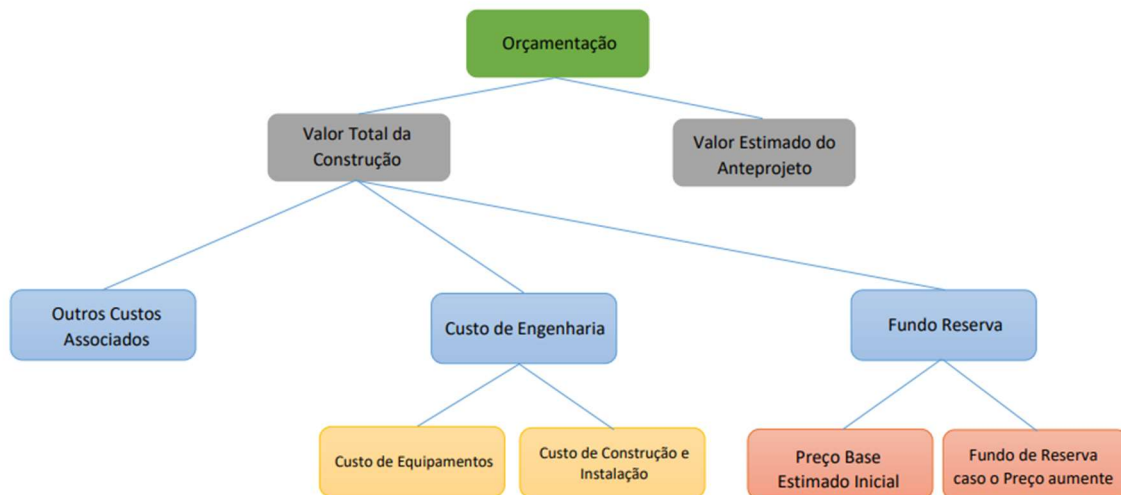 Orçamentação
Valor Total da
Construção
Valor Estimado do
Anteprojeto
Outros Custos
Associados
Custo de Engenharia
Fundo Reserva
Custo de Equipamentos
Custo de Construção e
Instalação
Preço Base
Estimado Inicial
Fundo de Reserva
caso o Preço aumente